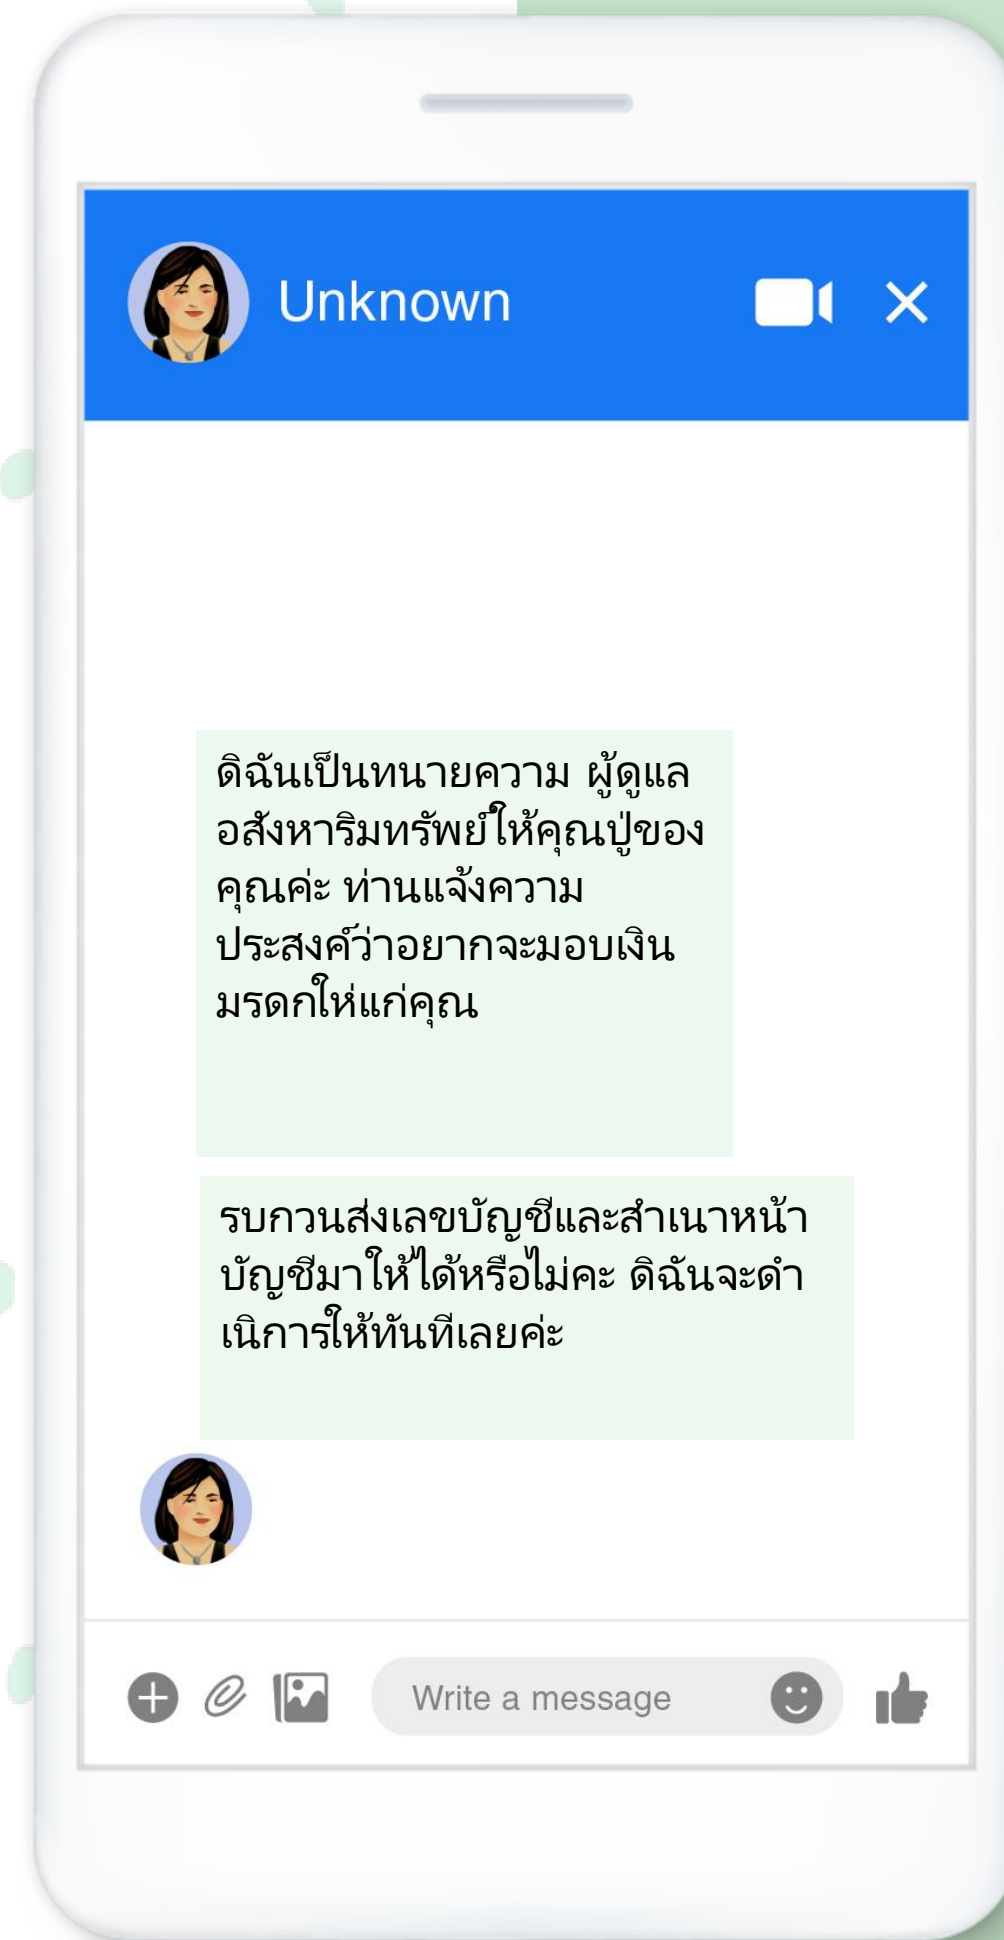 Unknown
ดิฉันเป็นทนายความ ผู้ดูแล
อสังหาริมทรัพย์ให้คุณปู่ของ
คุณค่ะ ท่านแจ้งความ
ประสงค์ว่าอยากจะมอบเงิน
มรดกให่แก่คุณ
รบกวนส่งเลขบัญชีและสำเนาหน้า
บัญชีมาให้ได้หรือไม่คะ ดิฉันจะดำ
เนิการให้ทันทีเลยค่ะ
Write a message